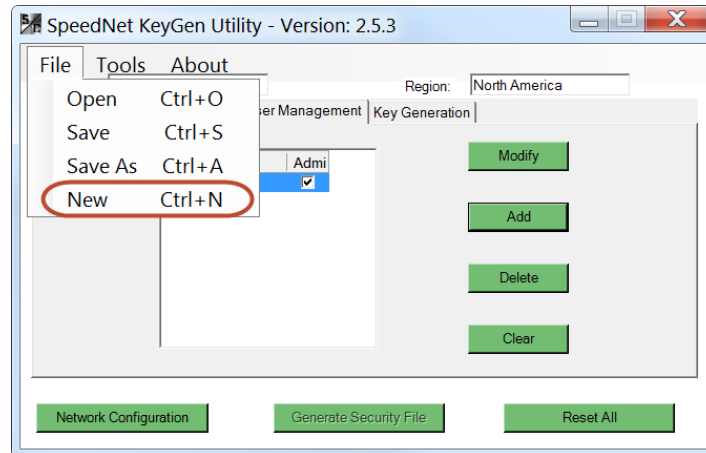 SpeedNet KeyGen Utility - Version: 2.5.3
File Tools About
Region: North America
Open Ctrl+O
Save Ctrl+S
Save As Ctrl+A
New Ctrl+N
ser Management Key Generation
Admi
Modify
Add
Delete
Clear
Network Configuration Generate Security File Reset All